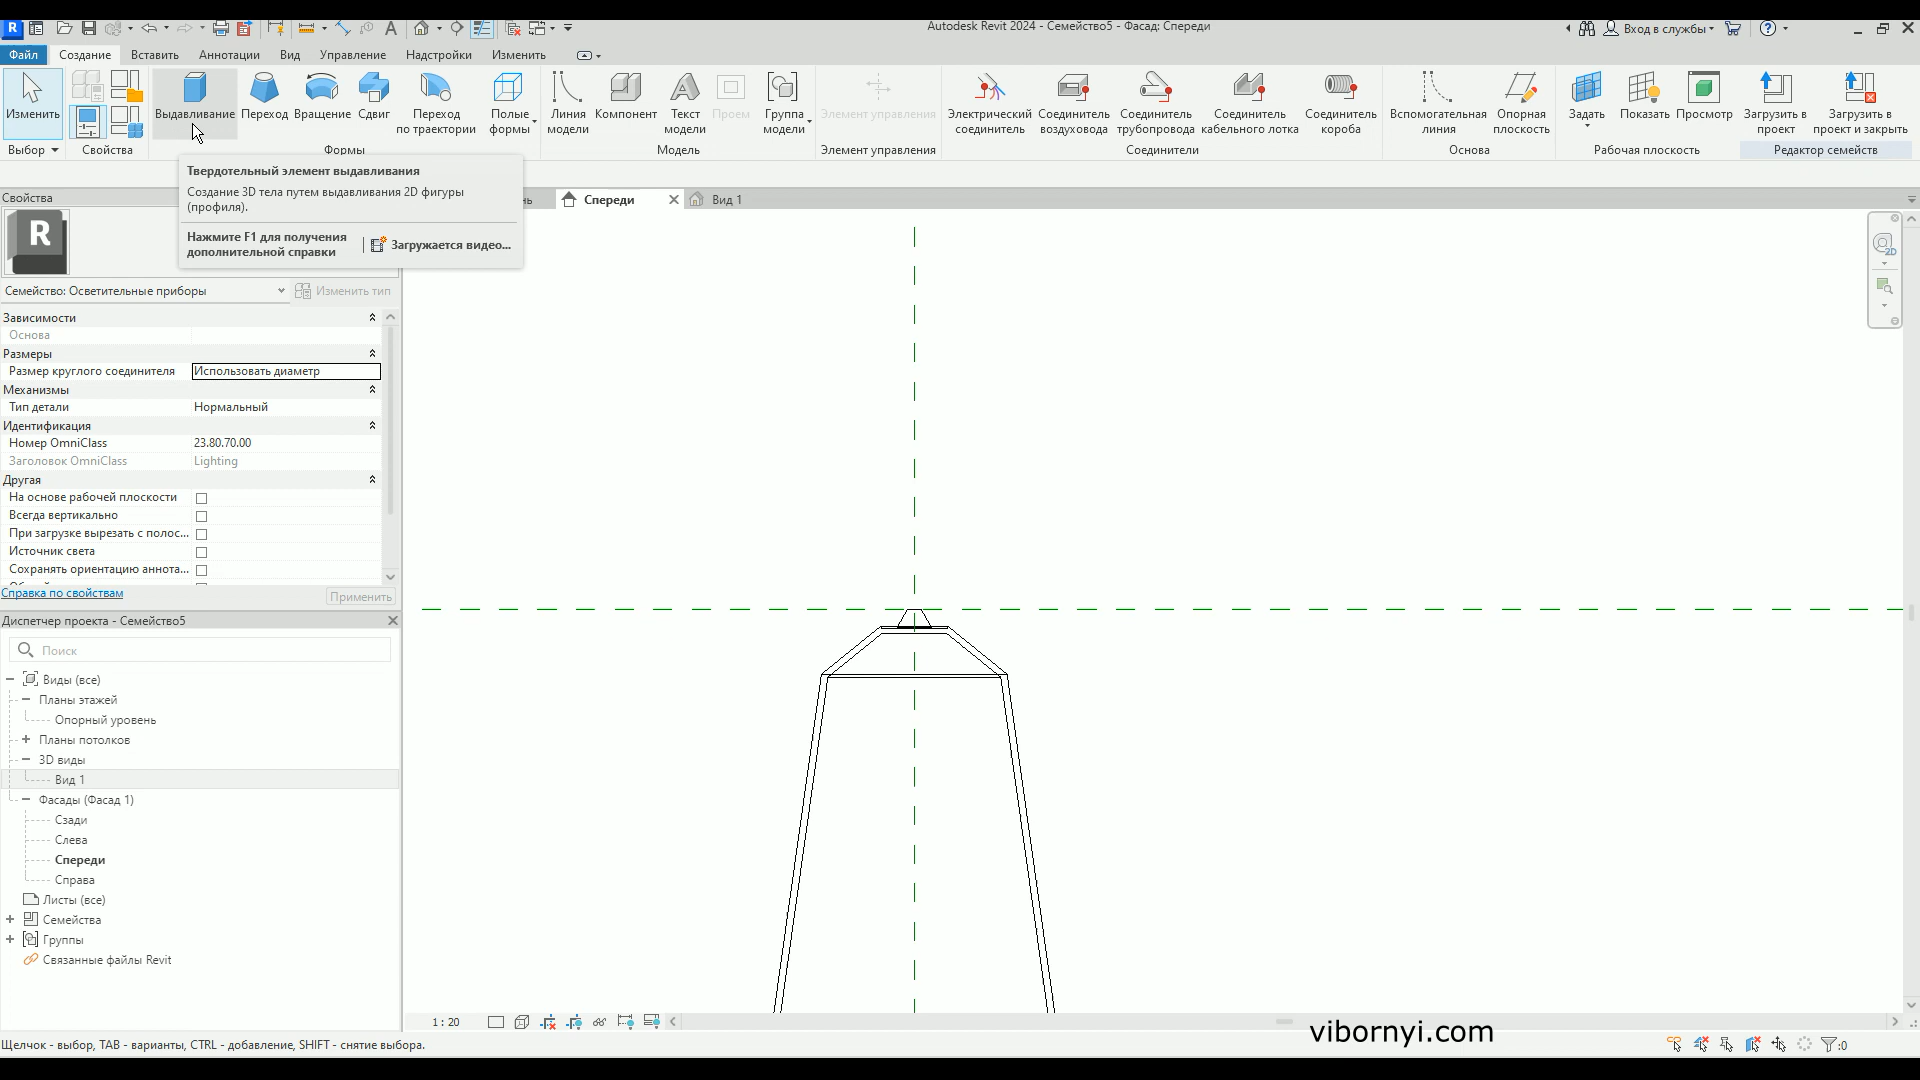 Autodesk Revit 2024 - Семейство5 - Фасад: Спереди
Вход в службы
Файл Создание Вставить Аннотации Вид Управление Надстройки Изменить
Изменить
Выдавливание Переход Вращение Сдвиг Переход по траектории Полые формы
Линия модели Компонент Текст модели Проем Группа модели
Элемент управления
Электрический соединитель Соединитель воздуховода Соединитель трубопровода Соединитель кабельного лотка Соединитель короба
Вспомогательная линия Опорная плоскость
Задать Показать Просмотр
Загрузить в проект Загрузить в проект и закрыть
Выбор Свойства Формы Модель Элемент управления Соединители Основа Рабочая плоскость Редактор семейств
Твердотельный элемент выдавливания
Создание 3D тела путем выдавливания 2D фигуры
(профиля).
Нажмите F1 для получения
дополнительной справки
Загружается видео...
Спереди
Вид 1
Свойства
R
Семейство: Осветительные приборы
Изменить тип
Зависимости
Основа
Размеры
Размер круглого соединителя Использовать диаметр
Механизмы
Тип детали Нормальный
Идентификация
Номер OmniClass 23.80.70.00
Заголовок OmniClass Lighting
Другая
На основе рабочей плоскости
Всегда вертикально
При загрузке вырезать с полос...
Источник света
Сохранять ориентацию аннота...
Справка по свойствам
Применить
Диспетчер проекта - Семейство5
Поиск
Виды (все)
Планы этажей
Опорный уровень
Планы потолков
3D виды
Вид 1
Фасады (Фасад 1)
Сзади
Слева
Спереди
Справа
Листы (все)
Семейства
Группы
Связанные файлы Revit
2D
1 : 20
vibornyi.com
Щелчок - выбор, TAB - варианты, CTRL - добавление, SHIFT - снятие выбора.
:0